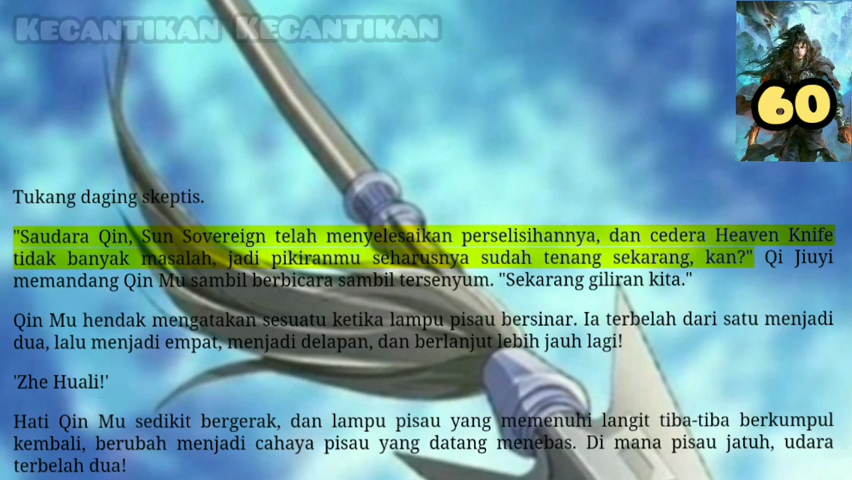 Kecantikan Kecantikan
60
Tukang daging skeptis.
"Saudara Qin, Sun Sovereign telah menyelesaikan perselisihannya, dan cedera Heaven Knife
tidak banyak masalah, jadi pikiranmu seharusnya sudah tenang sekarang, kan?" Qi Jiuyi
memandang Qin Mu sambil berbicara sambil tersenyum. "Sekarang giliran kita."
Qin Mu hendak mengatakan sesuatu ketika lampu pisau bersinar. Ia terbelah dari satu menjadi
dua, lalu menjadi empat, menjadi delapan, dan berlanjut lebih jauh lagi!
'Zhe Huali!'
Hati Qin Mu sedikit bergerak, dan lampu pisau yang memenuhi langit tiba-tiba berkumpul
kembali, berubah menjadi cahaya pisau yang datang menebas. Di mana pisau jatuh, udara
terbelah dua!